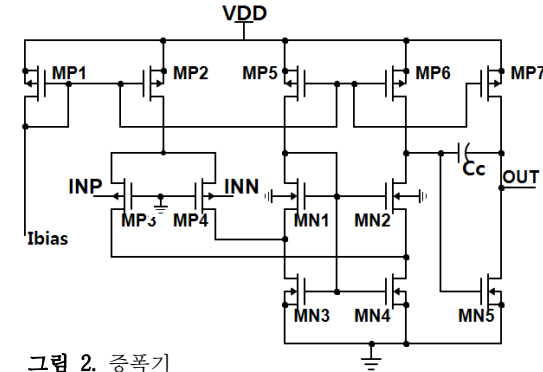 VDD
MP1 MP2 MP5 MP6 MP7
Cc
OUT
INP INN
MP3 MP4 MN1 MN2
Ibias
MN3 MN4 MN5
그림 2. 증폭기